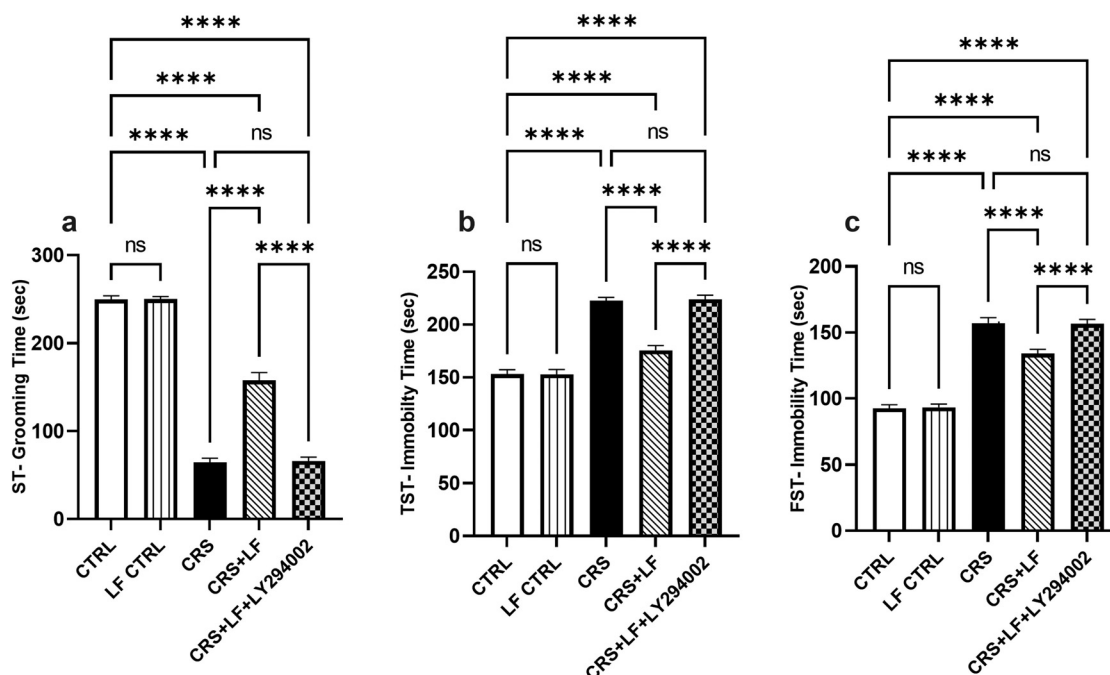 a
****
****
****
ns
****
ns
****
ST- Grooming Time (sec)
300
200
100
0
CTRL
LF CTRL
CRS
CRS+LF
CRS+LF+LY294002
b
****
****
****
ns
****
ns
****
TST- Immobilty Time (sec)
250
200
150
100
50
0
CTRL
LF CTRL
CRS
CRS+LF
CRS+LF+LY294002
c
****
****
****
ns
****
ns
****
FST- Immobility Time (sec)
200
150
100
50
0
CTRL
LF CTRL
CRS
CRS+LF
CRS+LF+LY294002